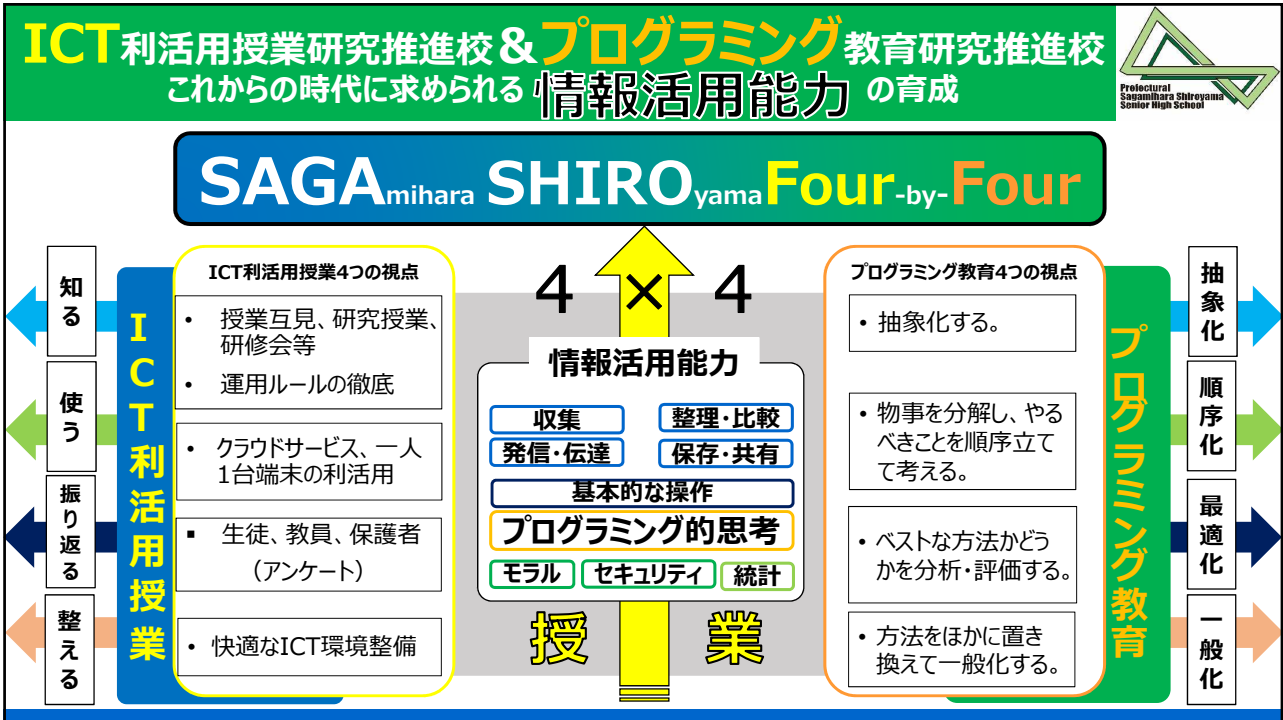 ICT利活用授業研究推進校&プログラミング教育研究推進校
これからの時代に求められる情報活用能力の育成
Prefectural
Sagamihara Shiroyama
Senior High School
SAGAmihara SHIROyamaFour-by-Four
知る
使う
振り返る
整える
ICT利活用授業
ICT利活用授業4つの視点
• 授業互見、研究授業、
研修会等
• 運用ルールの徹底
• クラウドサービス、一人
1台端末の利活用
▪ 生徒、教員、保護者
（アンケート）
• 快適なICT環境整備
4 × 4
情報活用能力
収集
整理・比較
発信・伝達
保存・共有
基本的な操作
プログラミング的思考
モラル
セキュリティ
統計
授 業
プログラミング教育4つの視点
• 抽象化する。
• 物事を分解し、やる
べきことを順序立て
て考える。
• ベストな方法かどう
かを分析・評価する。
• 方法をほかに置き
換えて一般化する。
プログラミング教育
抽象化
順序化
最適化
一般化